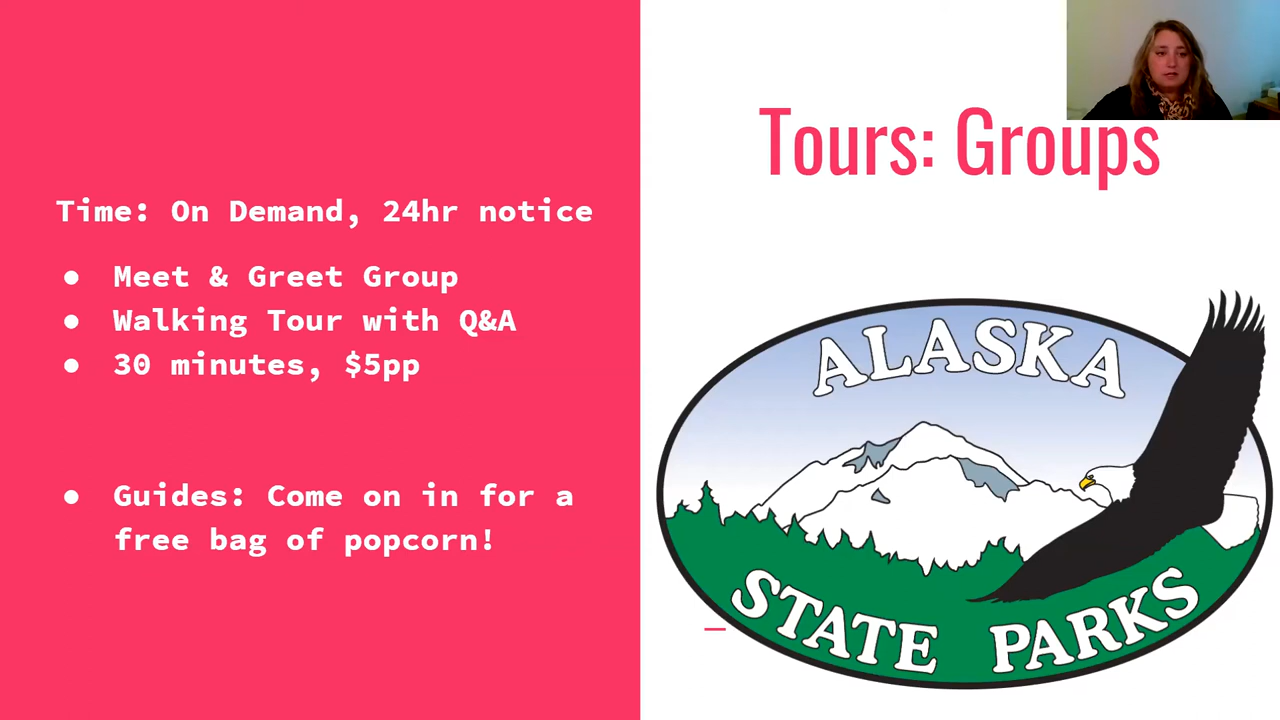 Tours: Groups
Time: On Demand, 24hr notice
● Meet & Greet Group
● Walking Tour with Q&A
● 30 minutes, $5pp
● Guides: Come on in for a
free bag of popcorn!
ALASKA
STATE PARKS